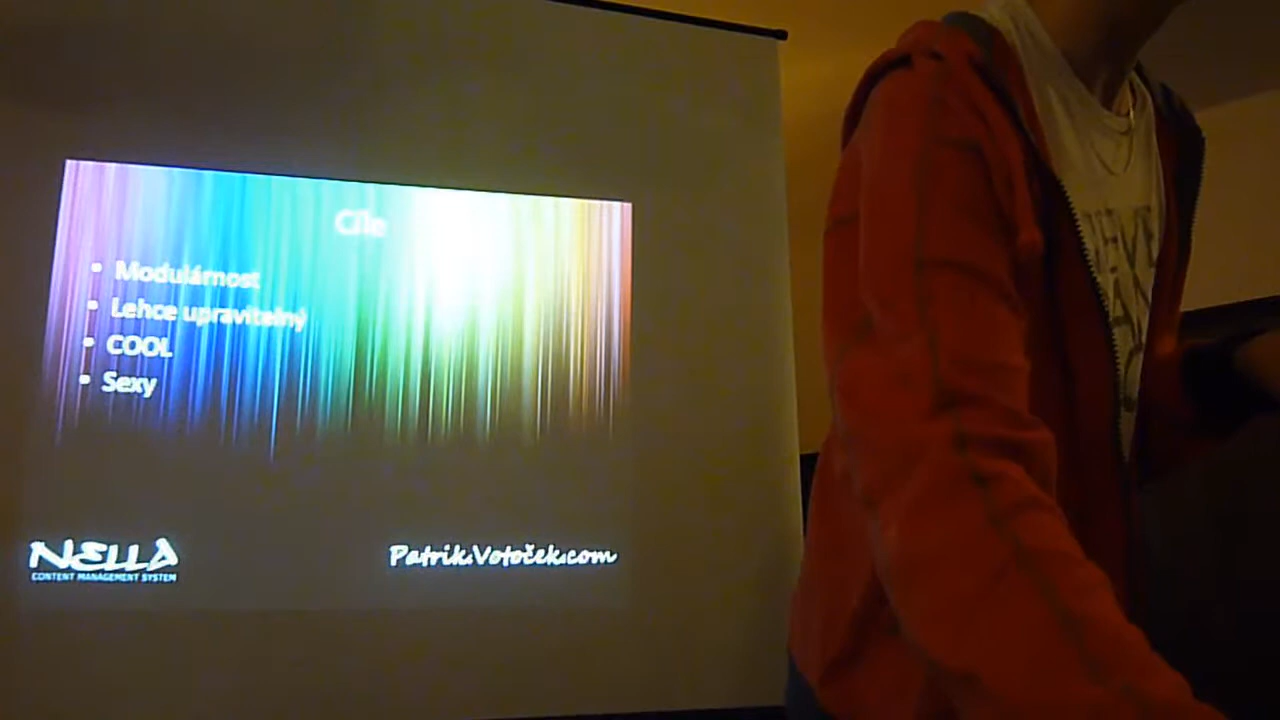 Cíle
• Modulárnost
• Lehce upravitelný
• COOL
• Sexy
NELLA
CONTENT MANAGEMENT SYSTEM
Patrik.Votoček.com